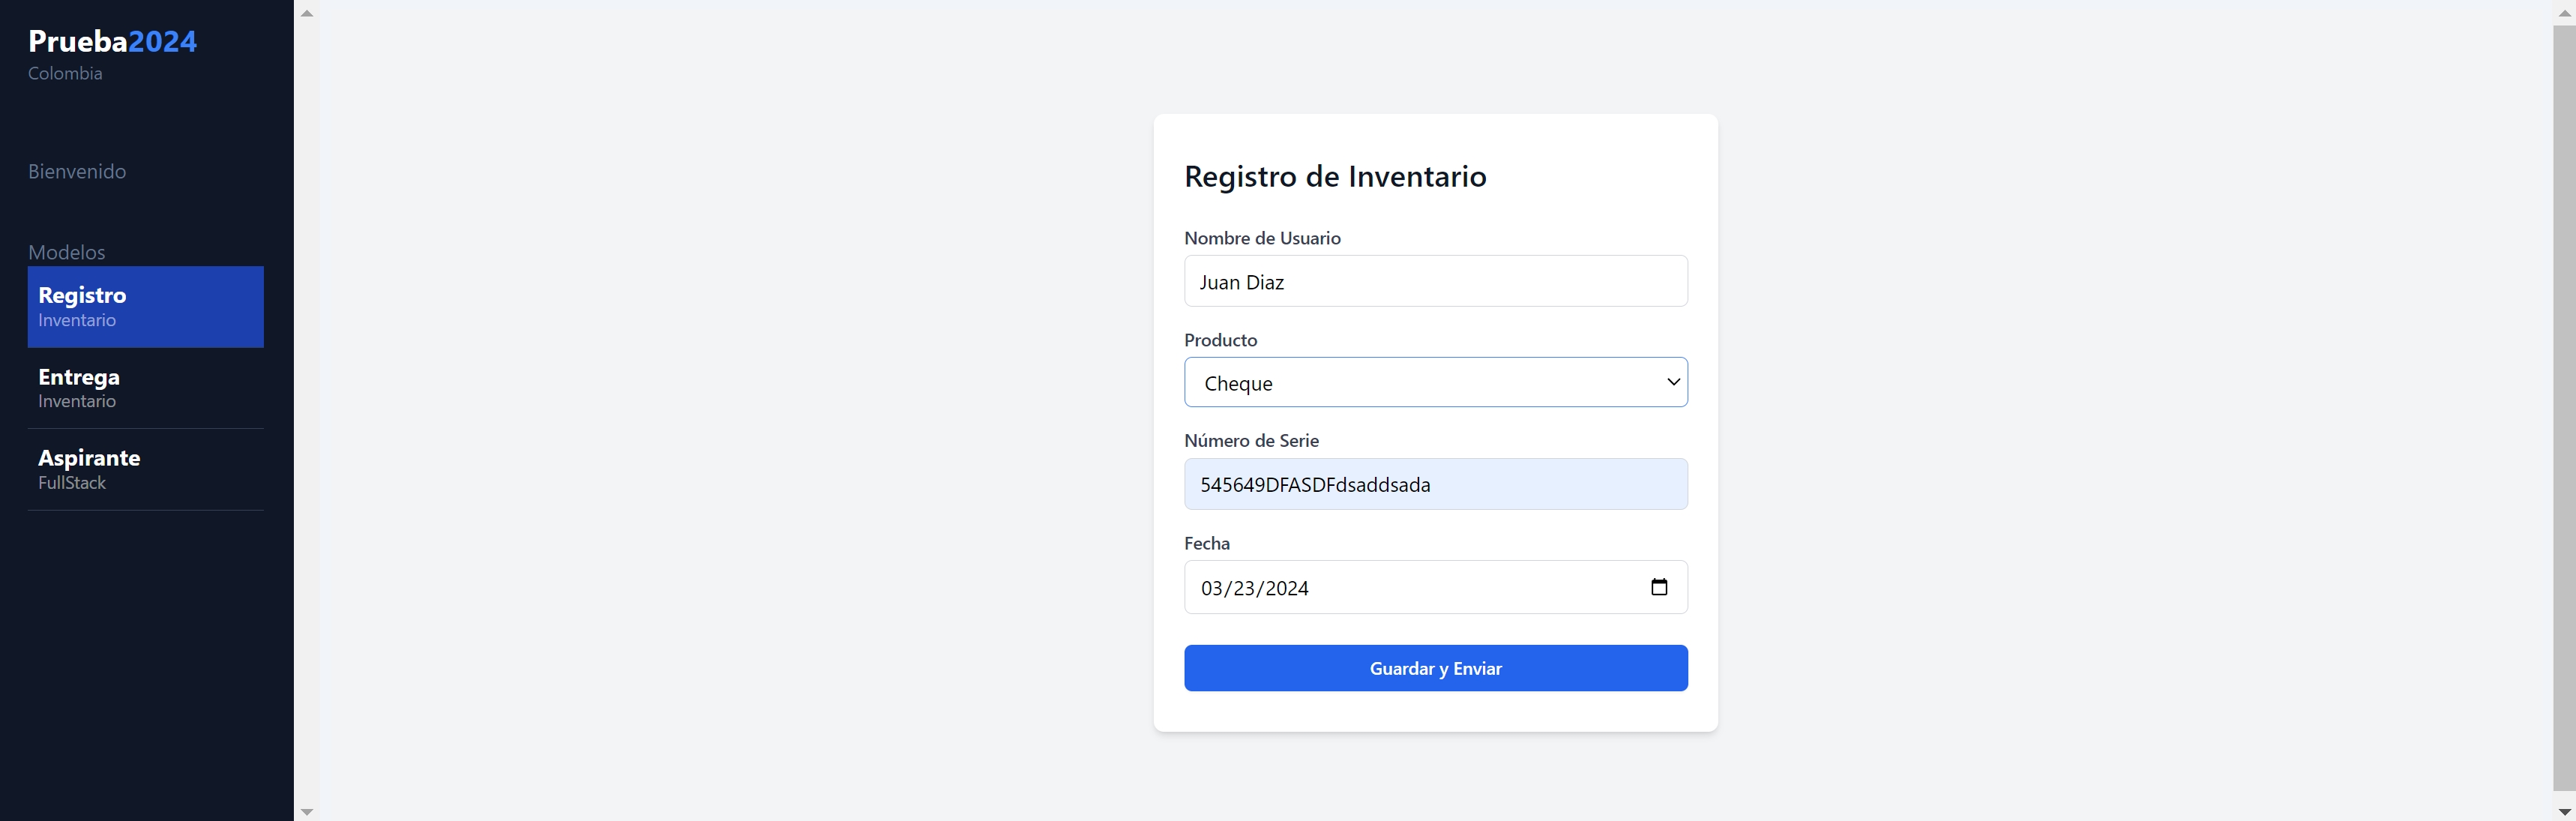 Prueba2024
Colombia
Bienvenido
Modelos
Registro
Inventario
Entrega
Inventario
Aspirante
FullStack
Registro de Inventario
Nombre de Usuario
Juan Diaz
Producto
Cheque
Número de Serie
545649DFASDFdsaddsada
Fecha
03/23/2024
Guardar y Enviar